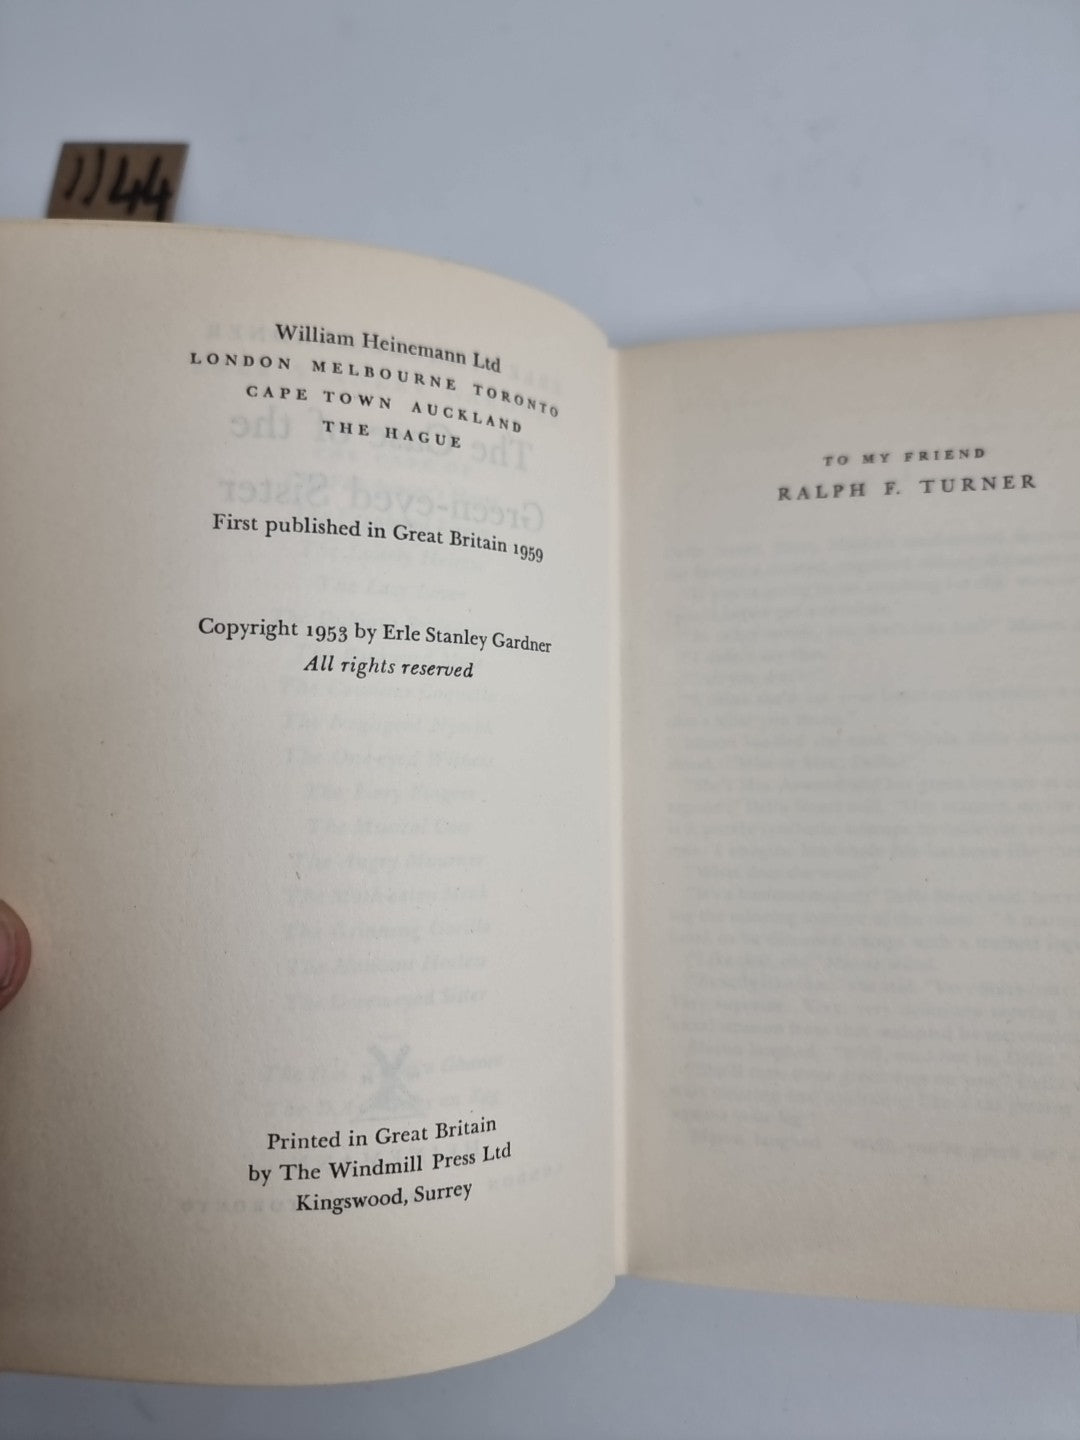 1144
William Heinemann Ltd
LONDON MELBOURNE TORONTO
CAPE TOWN AUCKLAND
THE HAGUE
First published in Great Britain 1959
Copyright 1953 by Erle Stanley Gardner
All rights reserved
Printed in Great Britain
by The Windmill Press Ltd
Kingswood, Surrey
TO MY FRIEND
RALPH F. TURNER